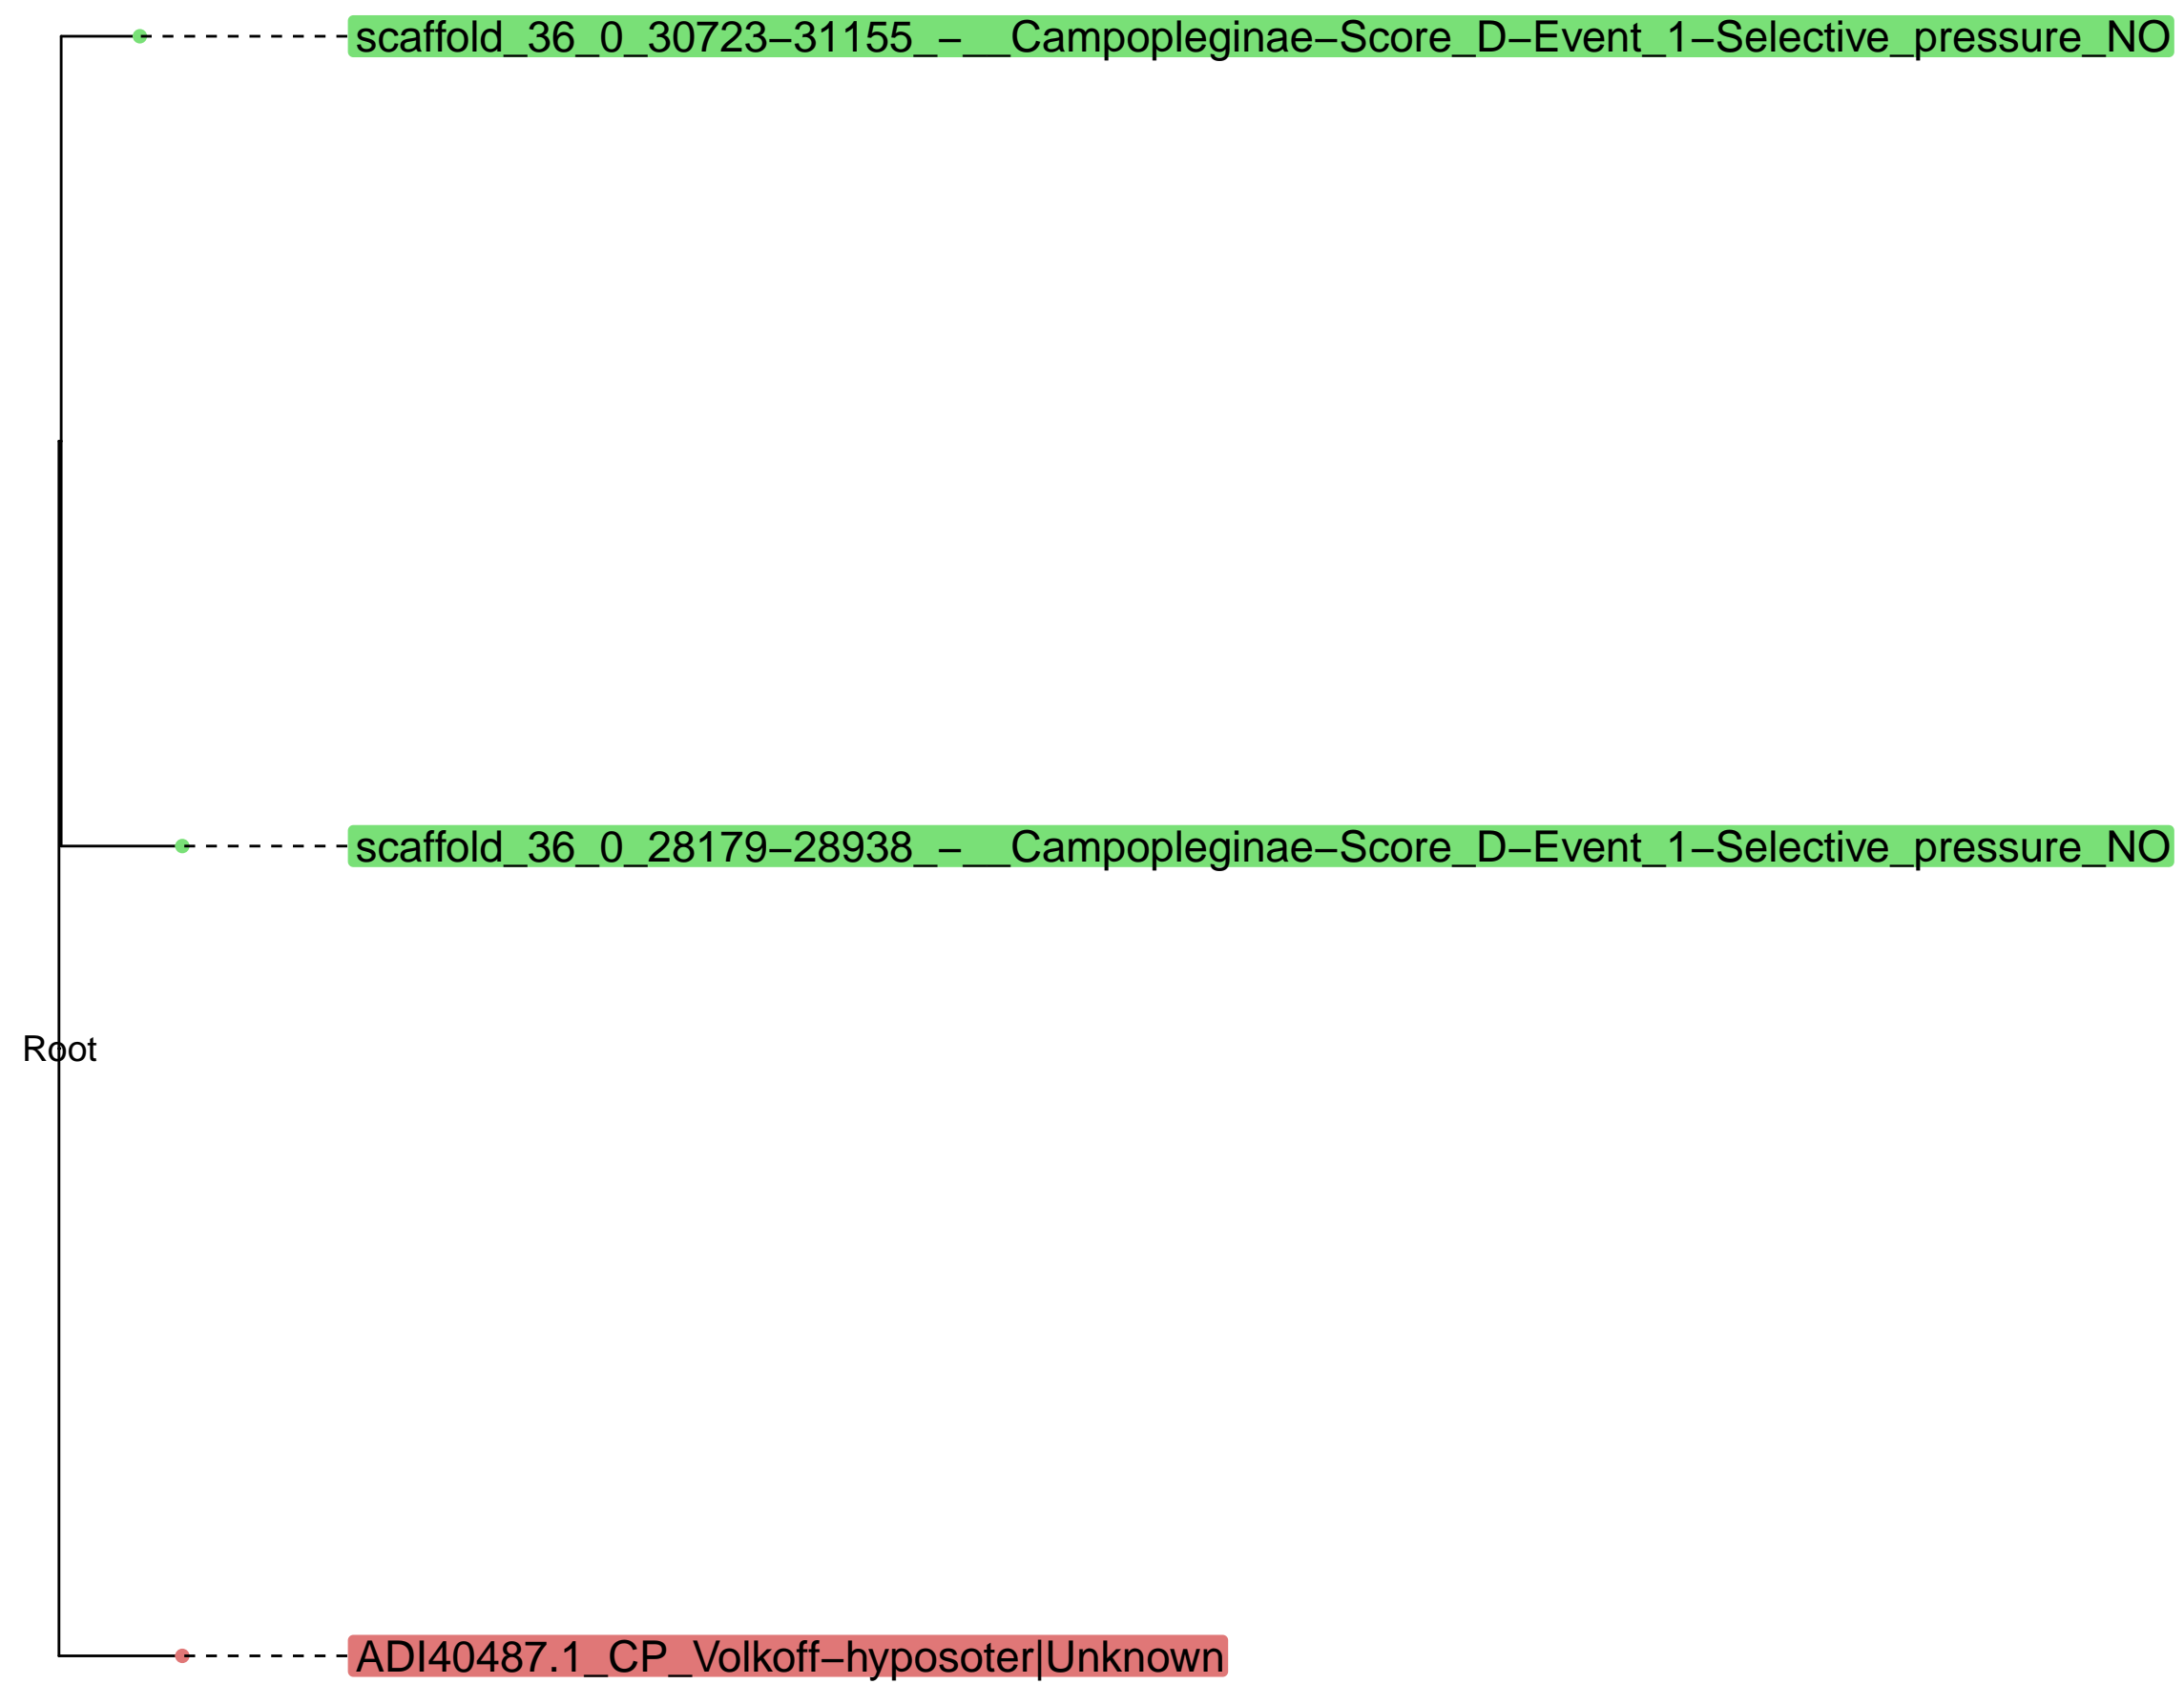 scaffold_36_0_30723−31155_−__Campopleginae−Score_D−Event_1−Selective_pressure_NO
scaffold_36_0_28179−28938_−__Campopleginae−Score_D−Event_1−Selective_pressure_NO
Root
ADI40487.1_CP_Volkoff−hyposoter|Unknown